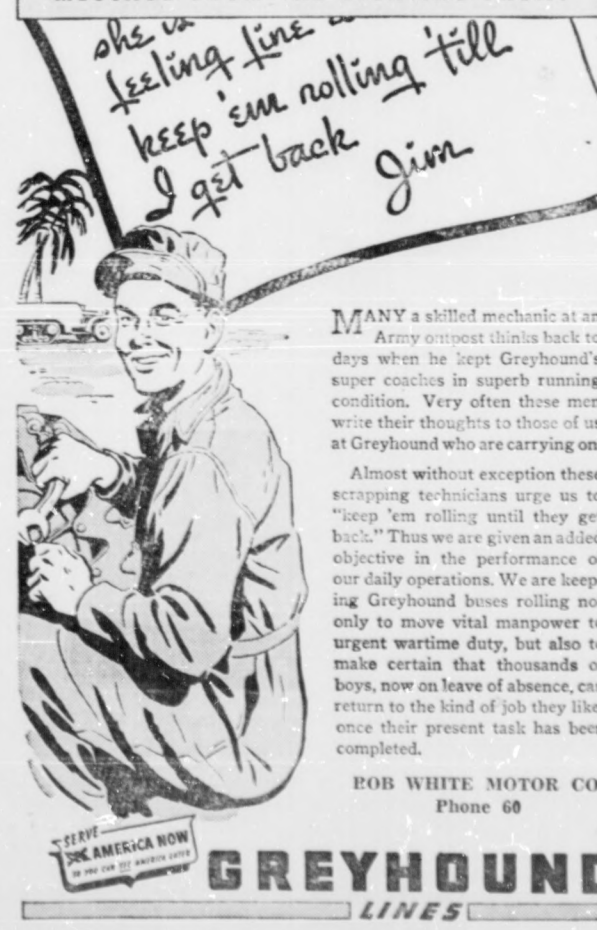 she is
feeling fine
keep 'em rolling 'till
I get back
Jim
MANY a skilled mechanic at an
Army outpost thinks back to
days when he kept Greyhound's
super coaches in superb running
condition. Very often these men
write their thoughts to those of us
at Greyhound who are carrying on
Almost without exception these
scrapping technicians urge us to
"keep 'em rolling until they get
back." Thus we are given an added
objective in the performance o
our daily operations. We are keep-
ing Greyhound buses rolling no
only to move vital manpower to
urgent wartime duty, but also to
make certain that thousands o
boys, now on leave of absence, can
return to the kind of job they like
once their present task has been
completed.
BOB WHITE MOTOR CO
Phone 60
SERVE
AMERICA NOW
SO YOU CAN SEE AMERICA LATER
GREYHOUND
LINES